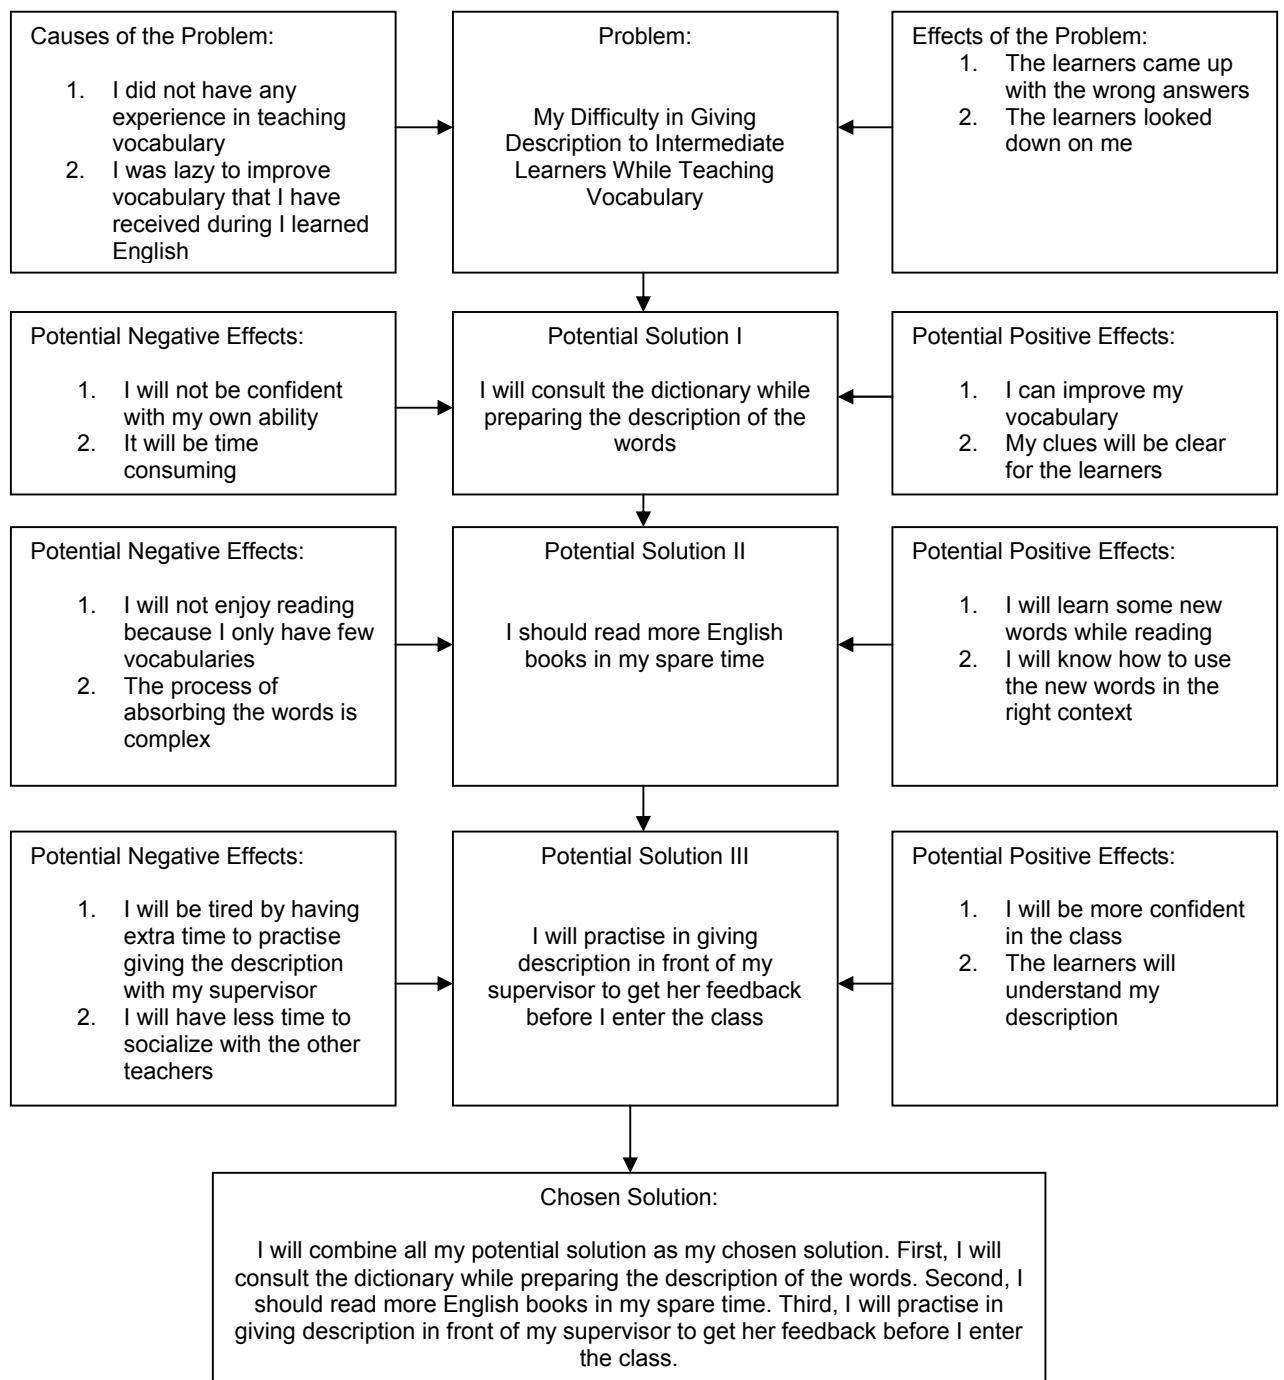 Causes of the Problem:
1. I did not have any
experience in teaching
vocabulary
2. I was lazy to improve
vocabulary that I have
received during I learned
English
Problem:
My Difficulty in Giving
Description to Intermediate
Learners While Teaching
Vocabulary
Effects of the Problem:
1. The learners came up
with the wrong answers
2. The learners looked
down on me
Potential Negative Effects:
1. I will not be confident
with my own ability
2. It will be time
consuming
Potential Solution I
I will consult the dictionary while
preparing the description of the
words
Potential Positive Effects:
1. I can improve my
vocabulary
2. My clues will be clear
for the learners
Potential Negative Effects:
1. I will not enjoy reading
because I only have few
vocabularies
2. The process of
absorbing the words is
complex
Potential Solution II
I should read more English
books in my spare time
Potential Positive Effects:
1. I will learn some new
words while reading
2. I will know how to use
the new words in the
right context
Potential Negative Effects:
1. I will be tired by having
extra time to practise
giving the description
with my supervisor
2. I will have less time to
socialize with the other
teachers
Potential Solution III
I will practise in giving
description in front of my
supervisor to get her feedback
before I enter the class
Potential Positive Effects:
1. I will be more confident
in the class
2. The learners will
understand my
description
Chosen Solution:
I will combine all my potential solution as my chosen solution. First, I will
consult the dictionary while preparing the description of the words. Second, I
should read more English books in my spare time. Third, I will practise in
giving description in front of my supervisor to get her feedback before I enter
the class.